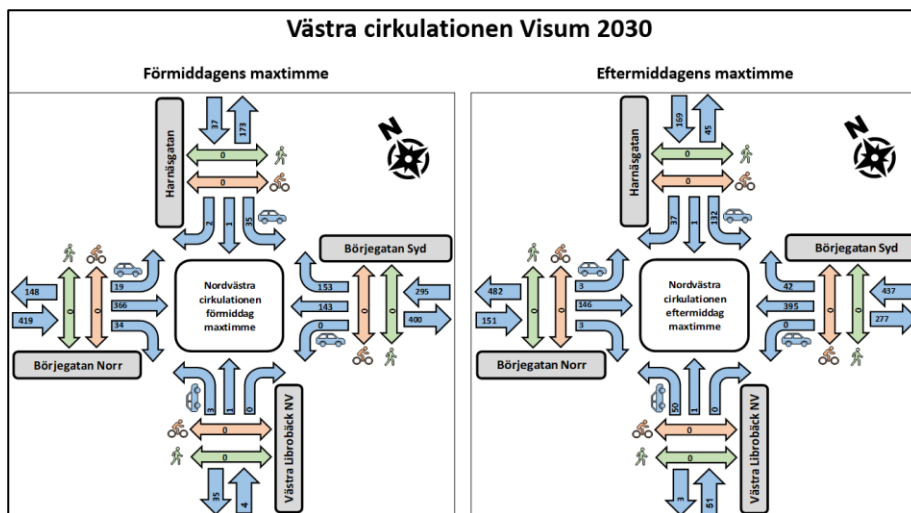 Västra cirkulationen Visum 2030
Förmiddagens maxtimme
Eftermiddagens maxtimme
37
173
N
Harnäsgatan
0
0
2
1
35
Börjegatan Syd
148
419
0
0
19
366
34
Nordvästra
cirkulationen
förmiddag
maxtimme
153
143
0
0
0
295
400
Börjegatan Norr
3
1
0
0
0
Västra Librobäck NV
35
4
169
45
N
Harnäsgatan
0
0
37
1
132
Börjegatan Syd
482
151
0
0
3
146
3
Nordvästra
cirkulationen
eftermiddag
maxtimme
42
395
0
0
0
437
277
Börjegatan Norr
50
1
0
0
0
Västra Librobäck NV
3
51